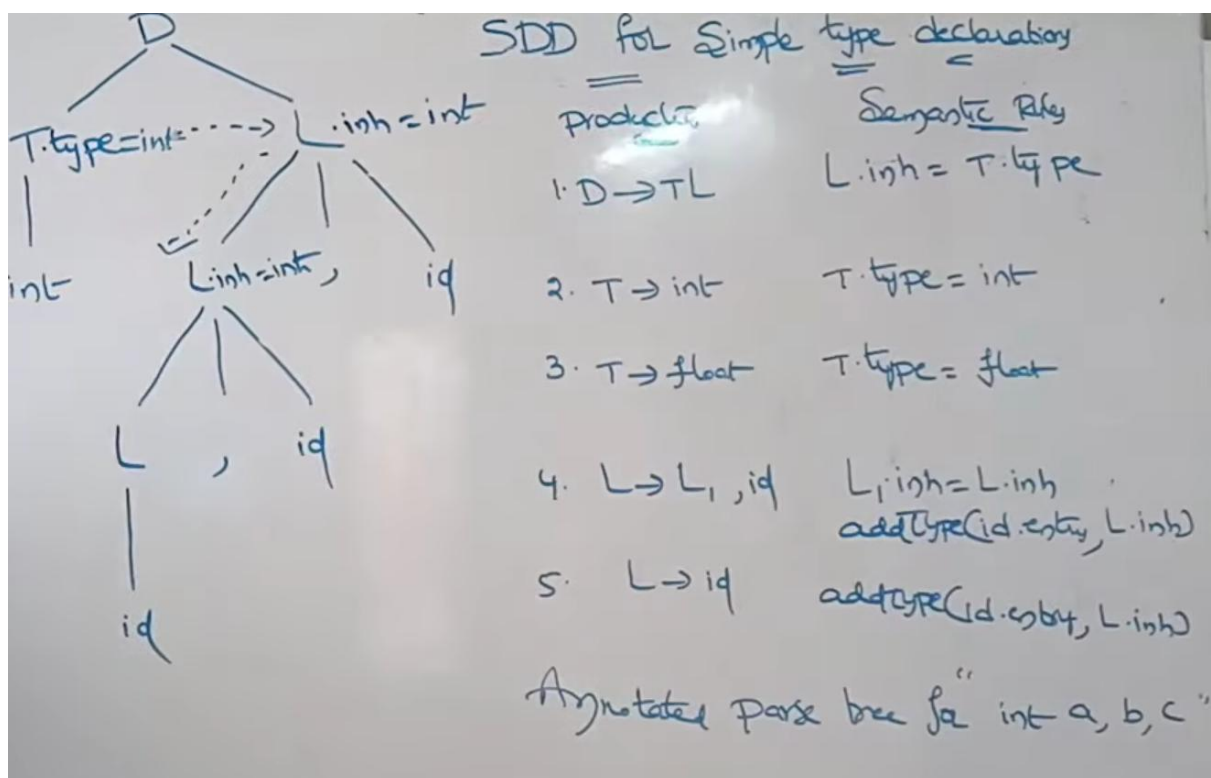 D
T.type=int
L.inh=int
int
L.inh=int , id
L , id
id
SDD for Simple type declaration
Production Semantic Rules
1. D→TL L.inh = T.type
2. T→int T.type = int
3. T→float T.type = float
4. L→L₁ ,id L₁.inh=L.inh
addType(id.entry, L.inh)
5. L→id addtype(id.entry, L.inh)
Annotated parse tree for "int a, b, c"